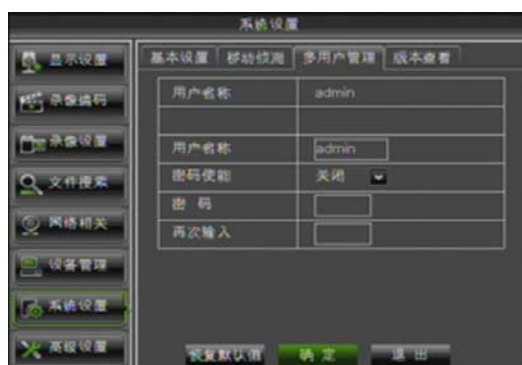 系统设置
显示设置
录像编码
录像设置
文件搜索
网络相关
设备管理
系统设置
高级设置
基本设置 移动侦测 多用户管理 版本查看
用户名称 admin
用户名称 admin
密码使能 关闭
密 码
再次输入
恢复默认值 确 定 退 出